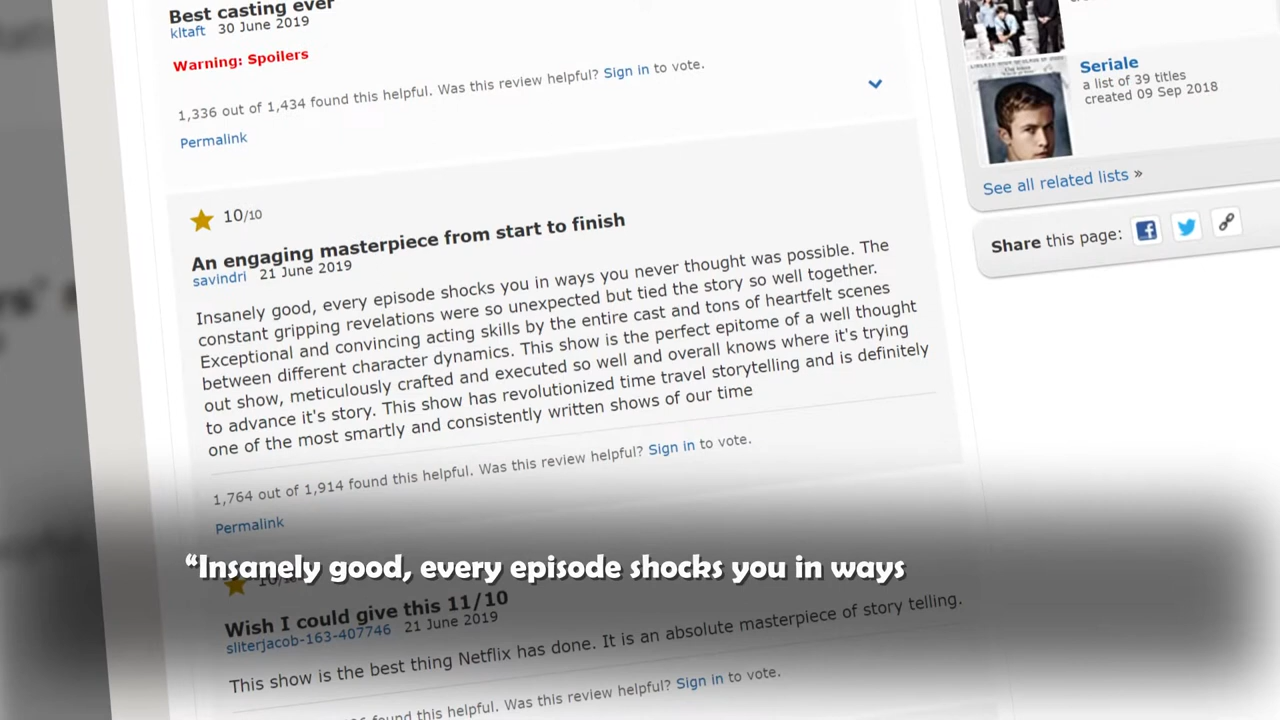 Best casting ever
kltaft 30 June 2019
Warning: Spoilers
1,336 out of 1,434 found this helpful. Was this review helpful? Sign in to vote.
Permalink
10/10
An engaging masterpiece from start to finish
savindri 21 June 2019
Insanely good, every episode shocks you in ways you never thought was possible. The
constant gripping revelations were so unexpected but tied the story so well together.
Exceptional and convincing acting skills by the entire cast and tons of heartfelt scenes
between different character dynamics. This show is the perfect epitome of a well thought
out show, meticulously crafted and executed so well and overall knows where it's trying
to advance it's story. This show has revolutionized time travel storytelling and is definitely
one of the most smartly and consistently written shows of our time
1,764 out of 1,914 found this helpful. Was this review helpful? Sign in to vote.
Permalink
“Insanely good, every episode shocks you in ways
Wish I could give this 11/10
sliterjacob-163-407746 21 June 2019
This show is the best thing Netflix has done. It is an absolute masterpiece of story telling.
found this helpful. Was this review helpful? Sign in to vote.
Seriale
a list of 39 titles
created 09 Sep 2018
See all related lists »
Share this page: